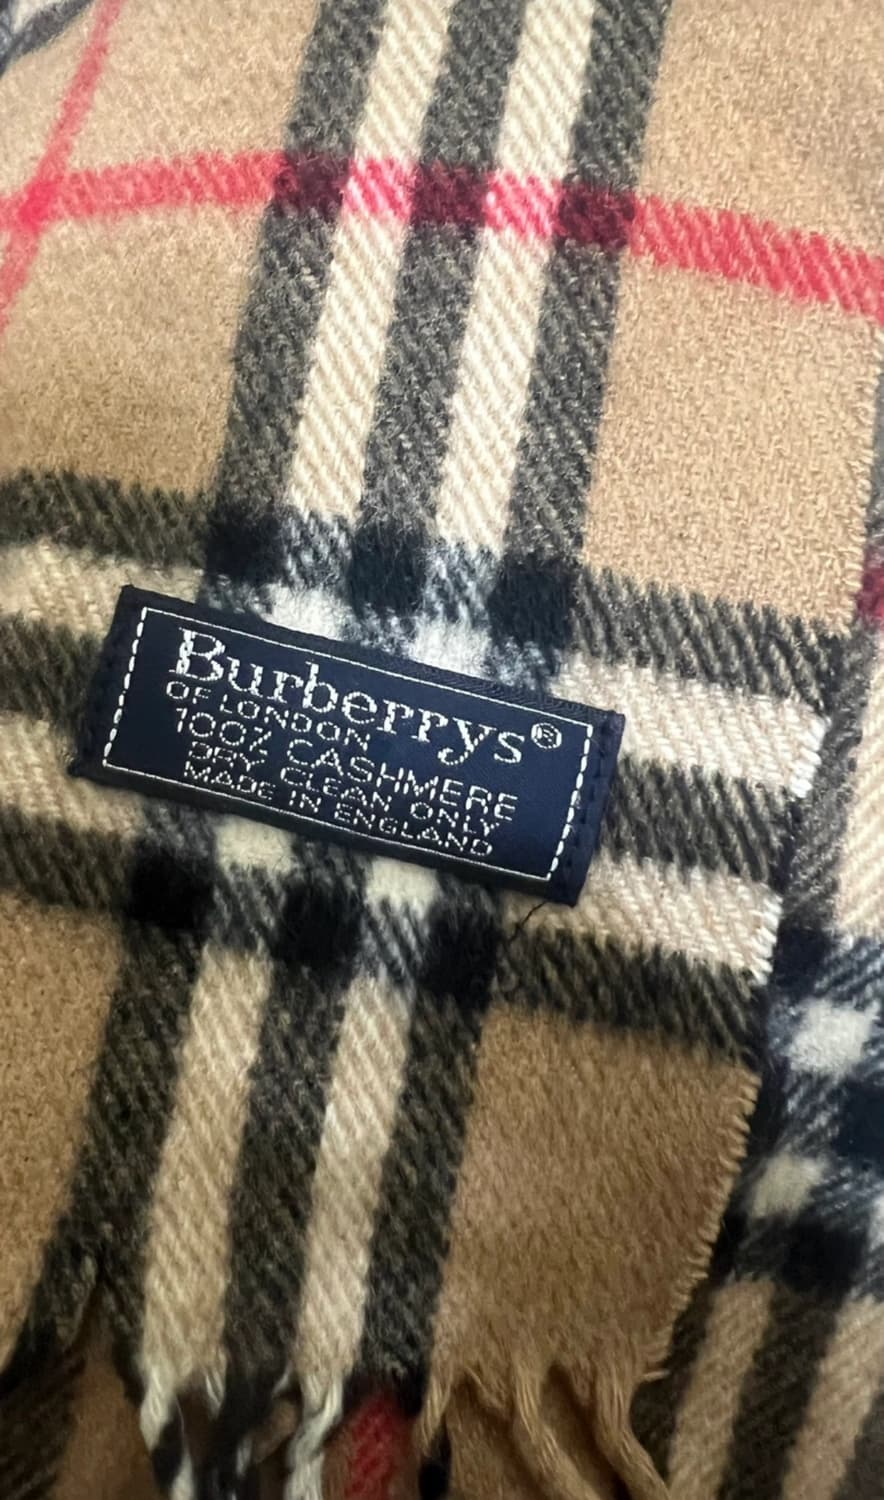 Burberrys®
OF LONDON
100% CASHMERE
DRY CLEAN ONLY
MADE IN ENGLAND